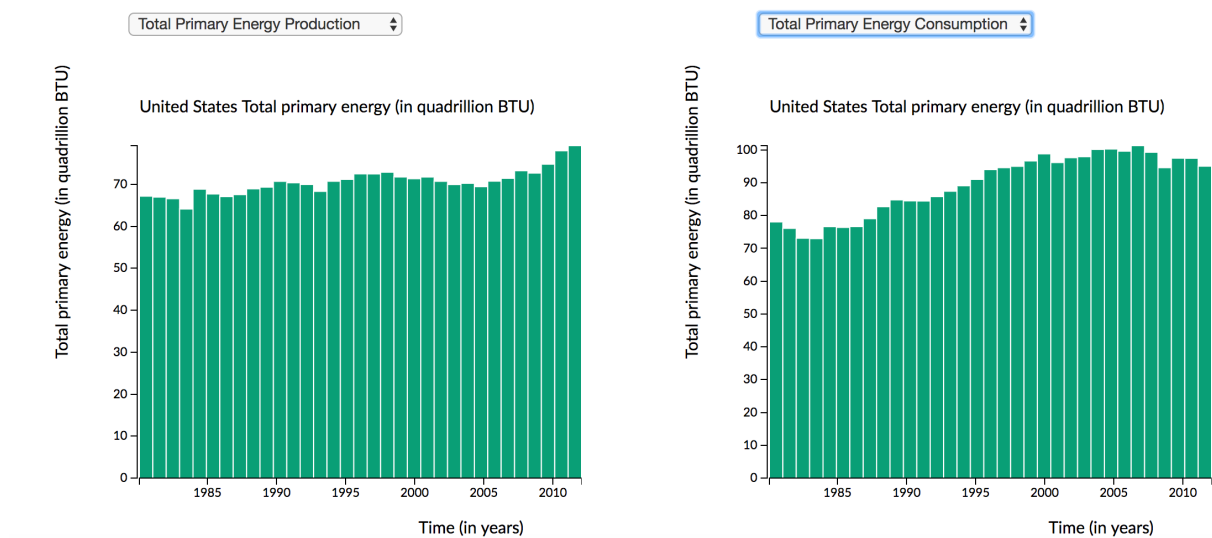 Total Primary Energy Production
Total primary energy (in quadrillion BTU)
United States Total primary energy (in quadrillion BTU)
70
60
50
40
30
20
10
0
1985 1990 1995 2000 2005 2010
Time (in years)
Total Primary Energy Consumption
Total primary energy (in quadrillion BTU)
United States Total primary energy (in quadrillion BTU)
100
90
80
70
60
50
40
30
20
10
0
1985 1990 1995 2000 2005 2010
Time (in years)